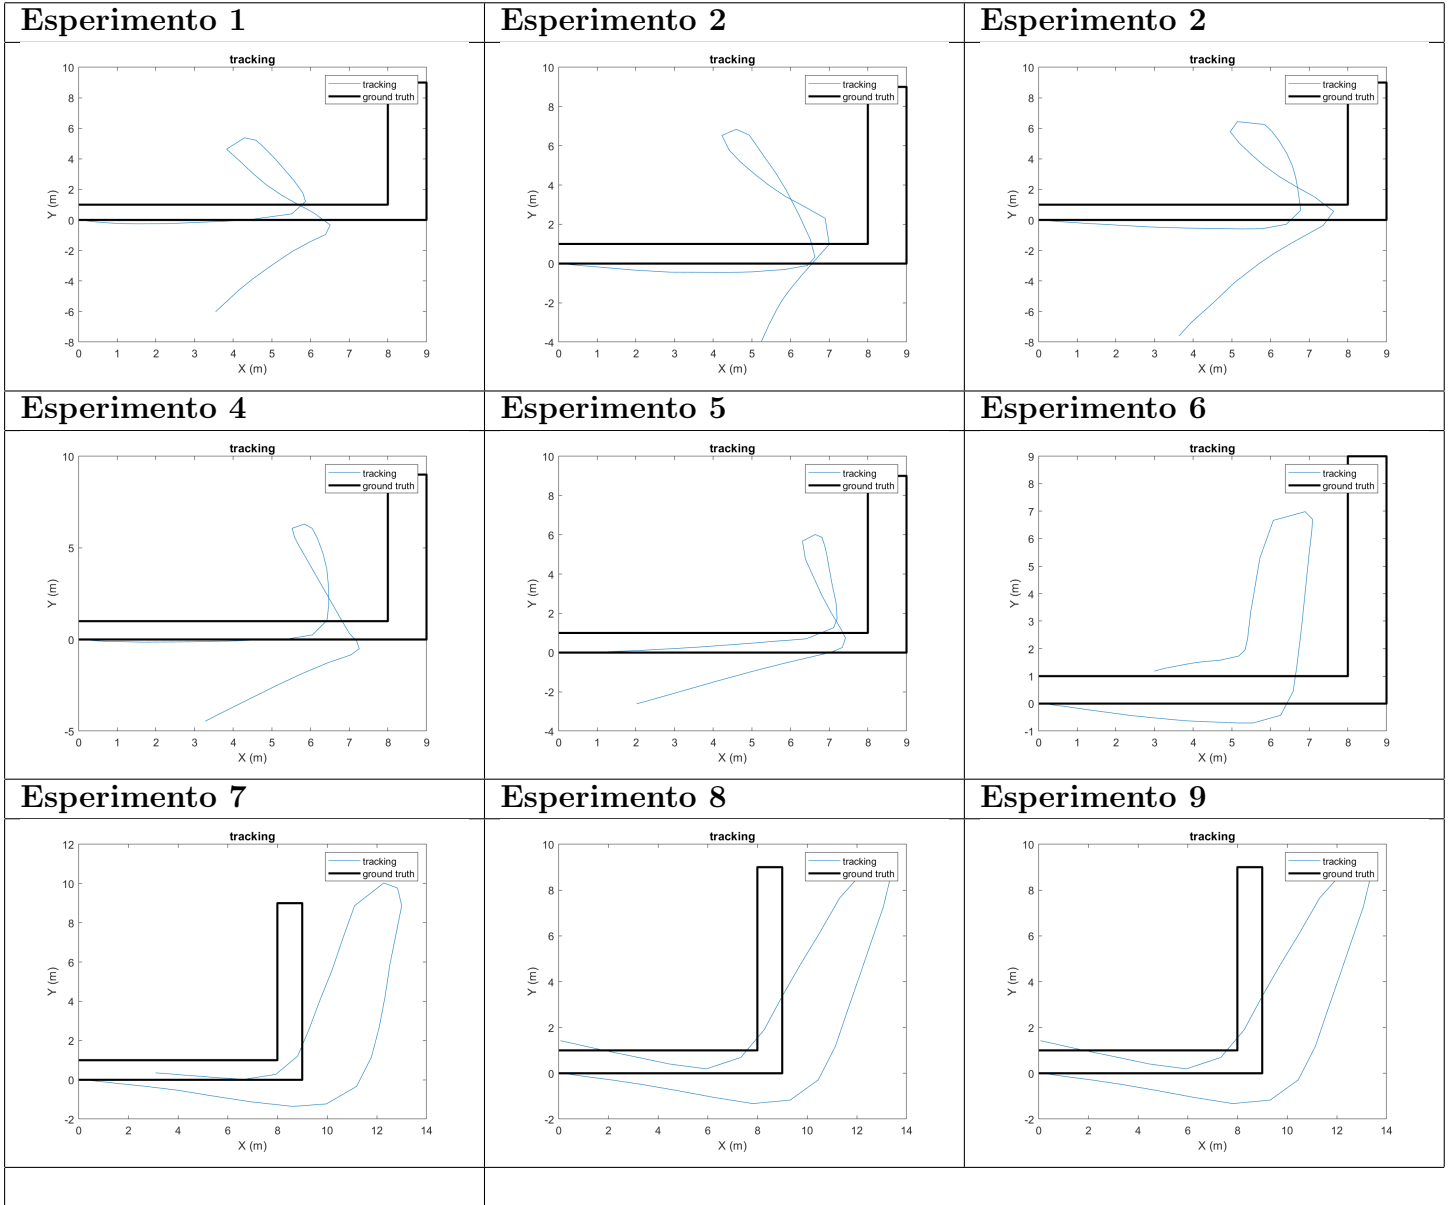 Esperimento 1 Esperimento 2 Esperimento 2
tracking
tracking
ground truth
10
8
6
4
2
0
-2
-4
-6
-8
Y (m)
0 1 2 3 4 5 6 7 8 9
X (m)
tracking
tracking
ground truth
10
8
6
4
2
0
-2
-4
Y (m)
0 1 2 3 4 5 6 7 8 9
X (m)
tracking
tracking
ground truth
10
8
6
4
2
0
-2
-4
-6
-8
Y (m)
0 1 2 3 4 5 6 7 8 9
X (m)
Esperimento 4 Esperimento 5 Esperimento 6
tracking
tracking
ground truth
10
5
0
-5
Y (m)
0 1 2 3 4 5 6 7 8 9
X (m)
tracking
tracking
ground truth
10
8
6
4
2
0
-2
-4
Y (m)
0 1 2 3 4 5 6 7 8 9
X (m)
tracking
tracking
ground truth
9
8
7
6
5
4
3
2
1
0
-1
Y (m)
0 1 2 3 4 5 6 7 8 9
X (m)
Esperimento 7 Esperimento 8 Esperimento 9
tracking
tracking
ground truth
12
10
8
6
4
2
0
-2
Y (m)
0 2 4 6 8 10 12 14
X (m)
tracking
tracking
ground truth
10
8
6
4
2
0
-2
Y (m)
0 2 4 6 8 10 12 14
X (m)
tracking
tracking
ground truth
10
8
6
4
2
0
-2
Y (m)
0 2 4 6 8 10 12 14
X (m)